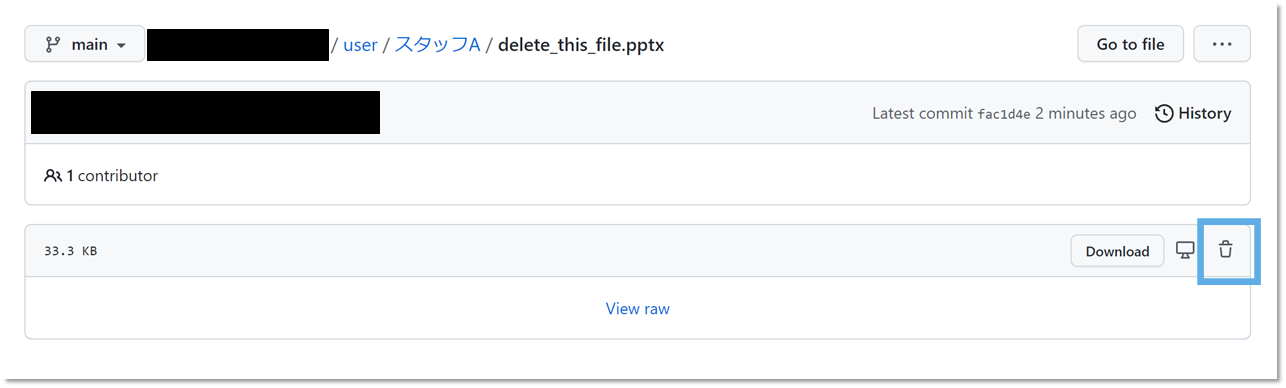 main / user / スタッフA / delete_this_file.pptx Go to file ...
Latest commit fac1d4e 2 minutes ago History
1 contributor
33.3 KB Download
View raw